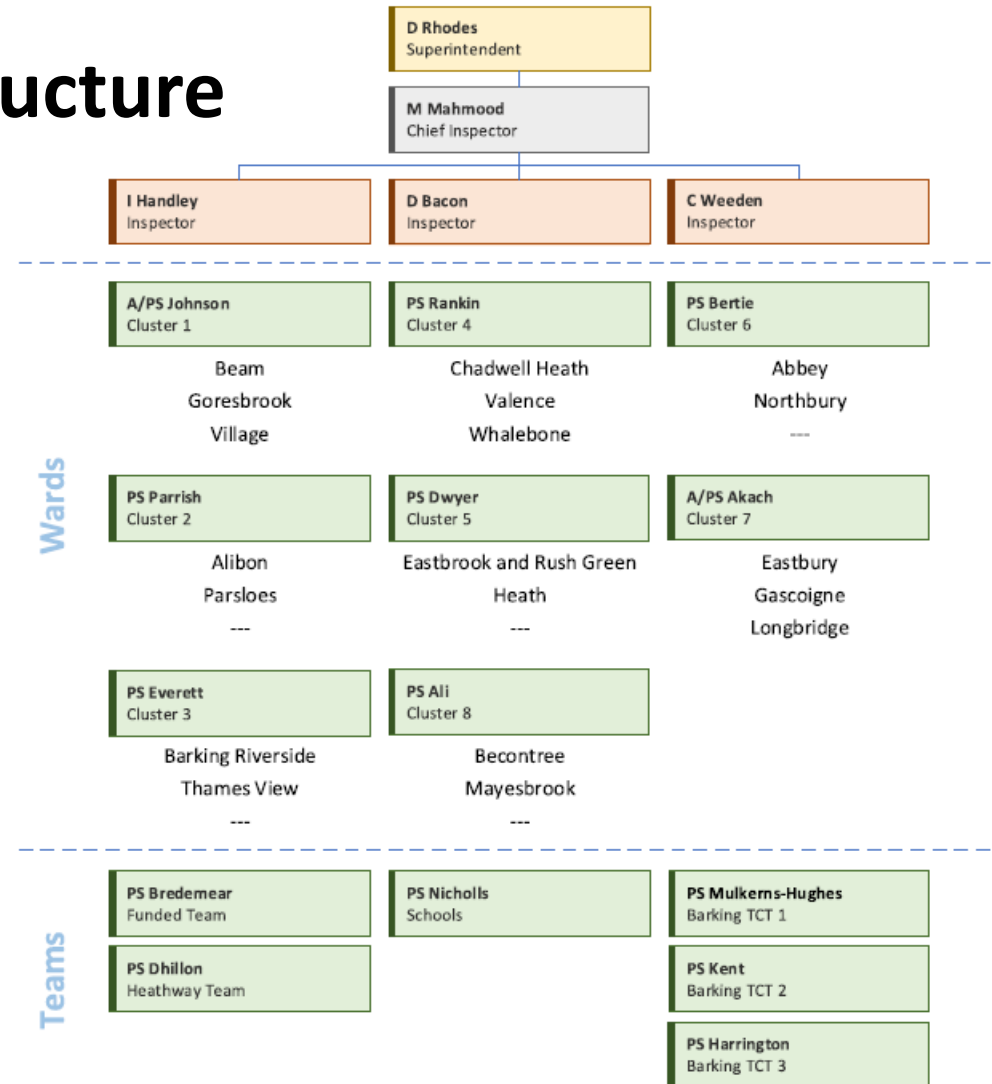 ucture
D Rhodes
Superintendent
M Mahmood
Chief Inspector
I Handley
Inspector
D Bacon
Inspector
C Weeden
Inspector
Wards
A/PS Johnson
Cluster 1
Beam
Goresbrook
Village
PS Rankin
Cluster 4
Chadwell Heath
Valence
Whalebone
PS Bertie
Cluster 6
Abbey
Northbury
---
PS Parrish
Cluster 2
Alibon
Parsloes
---
PS Dwyer
Cluster 5
Eastbrook and Rush Green
Heath
---
A/PS Akach
Cluster 7
Eastbury
Gascoigne
Longbridge
PS Everett
Cluster 3
Barking Riverside
Thames View
---
PS Ali
Cluster 8
Becontree
Mayesbrook
---
Teams
PS Bredemear
Funded Team
PS Dhillon
Heathway Team
PS Nicholls
Schools
PS Mulkerns-Hughes
Barking TCT 1
PS Kent
Barking TCT 2
PS Harrington
Barking TCT 3